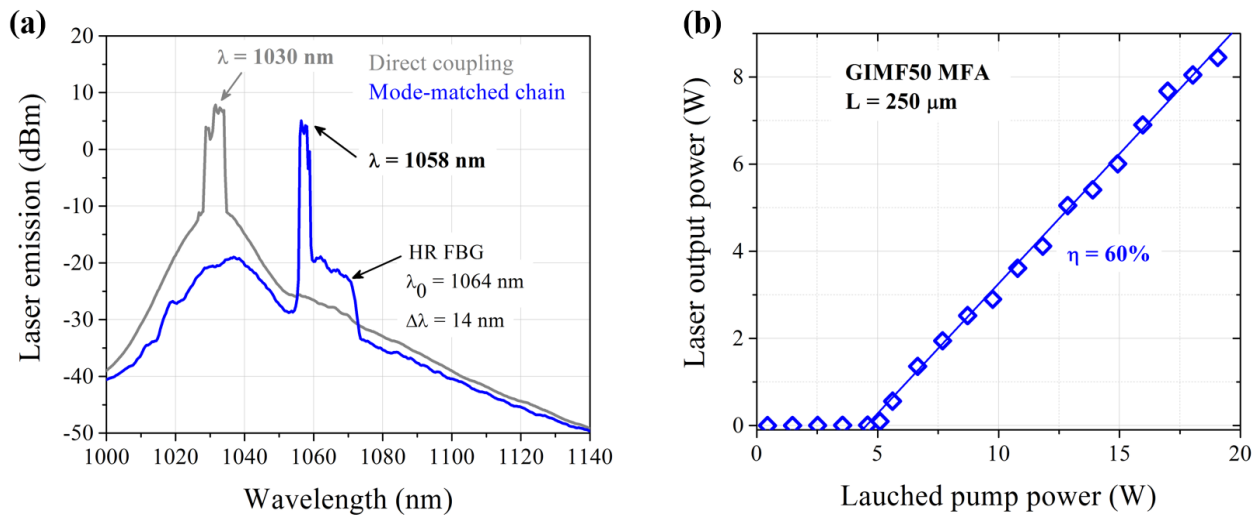 (a)
Laser emission (dBm)
10
0
-10
-20
-30
-40
-50
λ = 1030 nm
Direct coupling
Mode-matched chain
λ = 1058 nm
HR FBG
λ0 = 1064 nm
Δλ = 14 nm
1000 1020 1040 1060 1080 1100 1120 1140
Wavelength (nm)
(b)
Laser output power (W)
8
6
4
2
0
GIMF50 MFA
L = 250 μm
η = 60%
0 5 10 15 20
Lauched pump power (W)